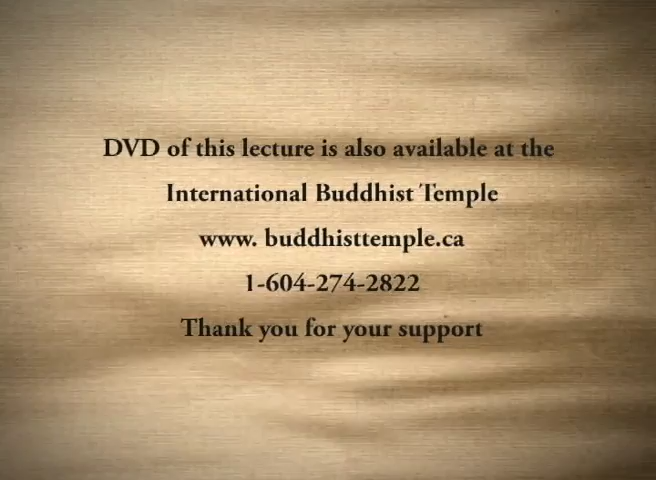 DVD of this lecture is also available at the
International Buddhist Temple
www. buddhisttemple.ca
1-604-274-2822
Thank you for your support